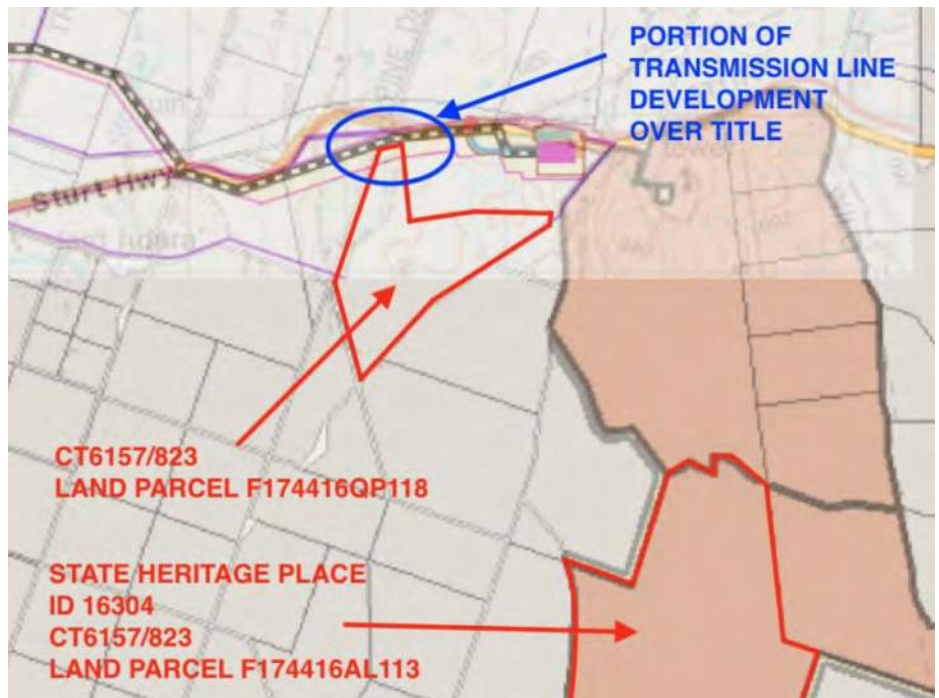 PORTION OF
TRANSMISSION LINE
DEVELOPMENT
OVER TITLE
Sturt Hwy
CT6157/823
LAND PARCEL F174416QP118
STATE HERITAGE PLACE
ID 16304
CT6157/823
LAND PARCEL F174416AL113